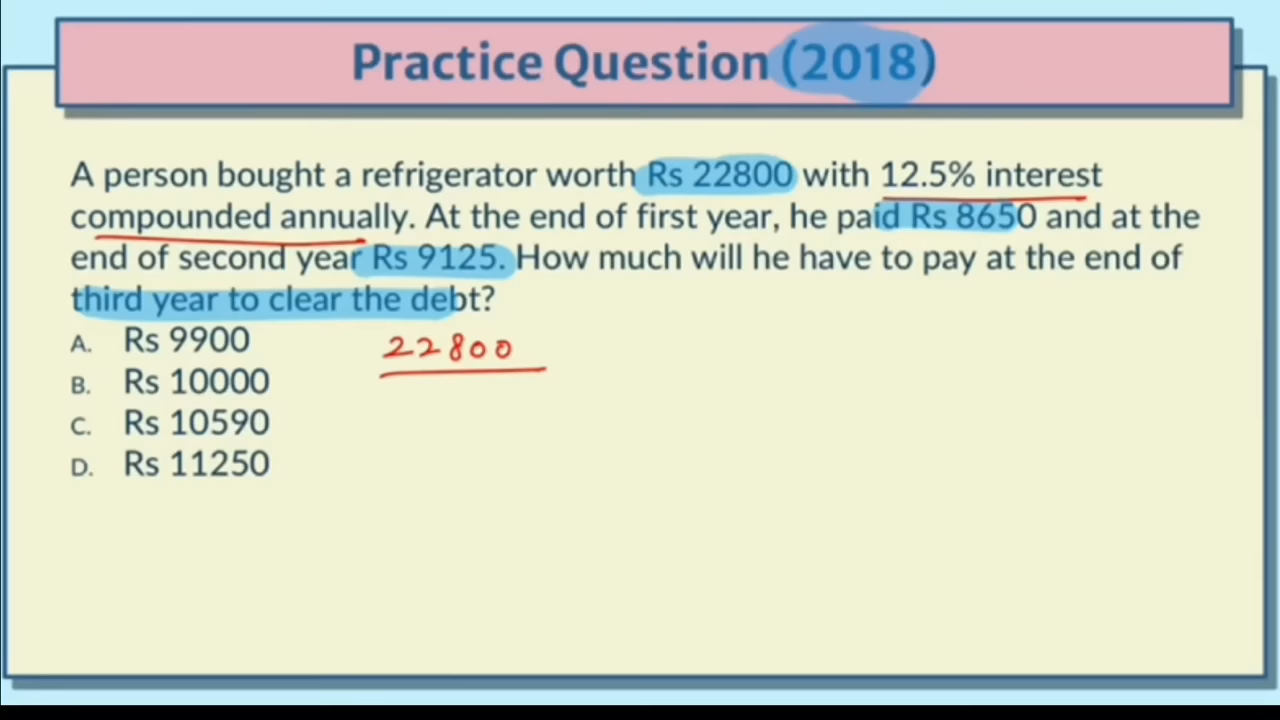 Practice Question (2018)
A person bought a refrigerator worth Rs 22800 with 12.5% interest
compounded annually. At the end of first year, he paid Rs 8650 and at the
end of second year Rs 9125. How much will he have to pay at the end of
third year to clear the debt?
A. Rs 9900
22800
B. Rs 10000
C. Rs 10590
D. Rs 11250